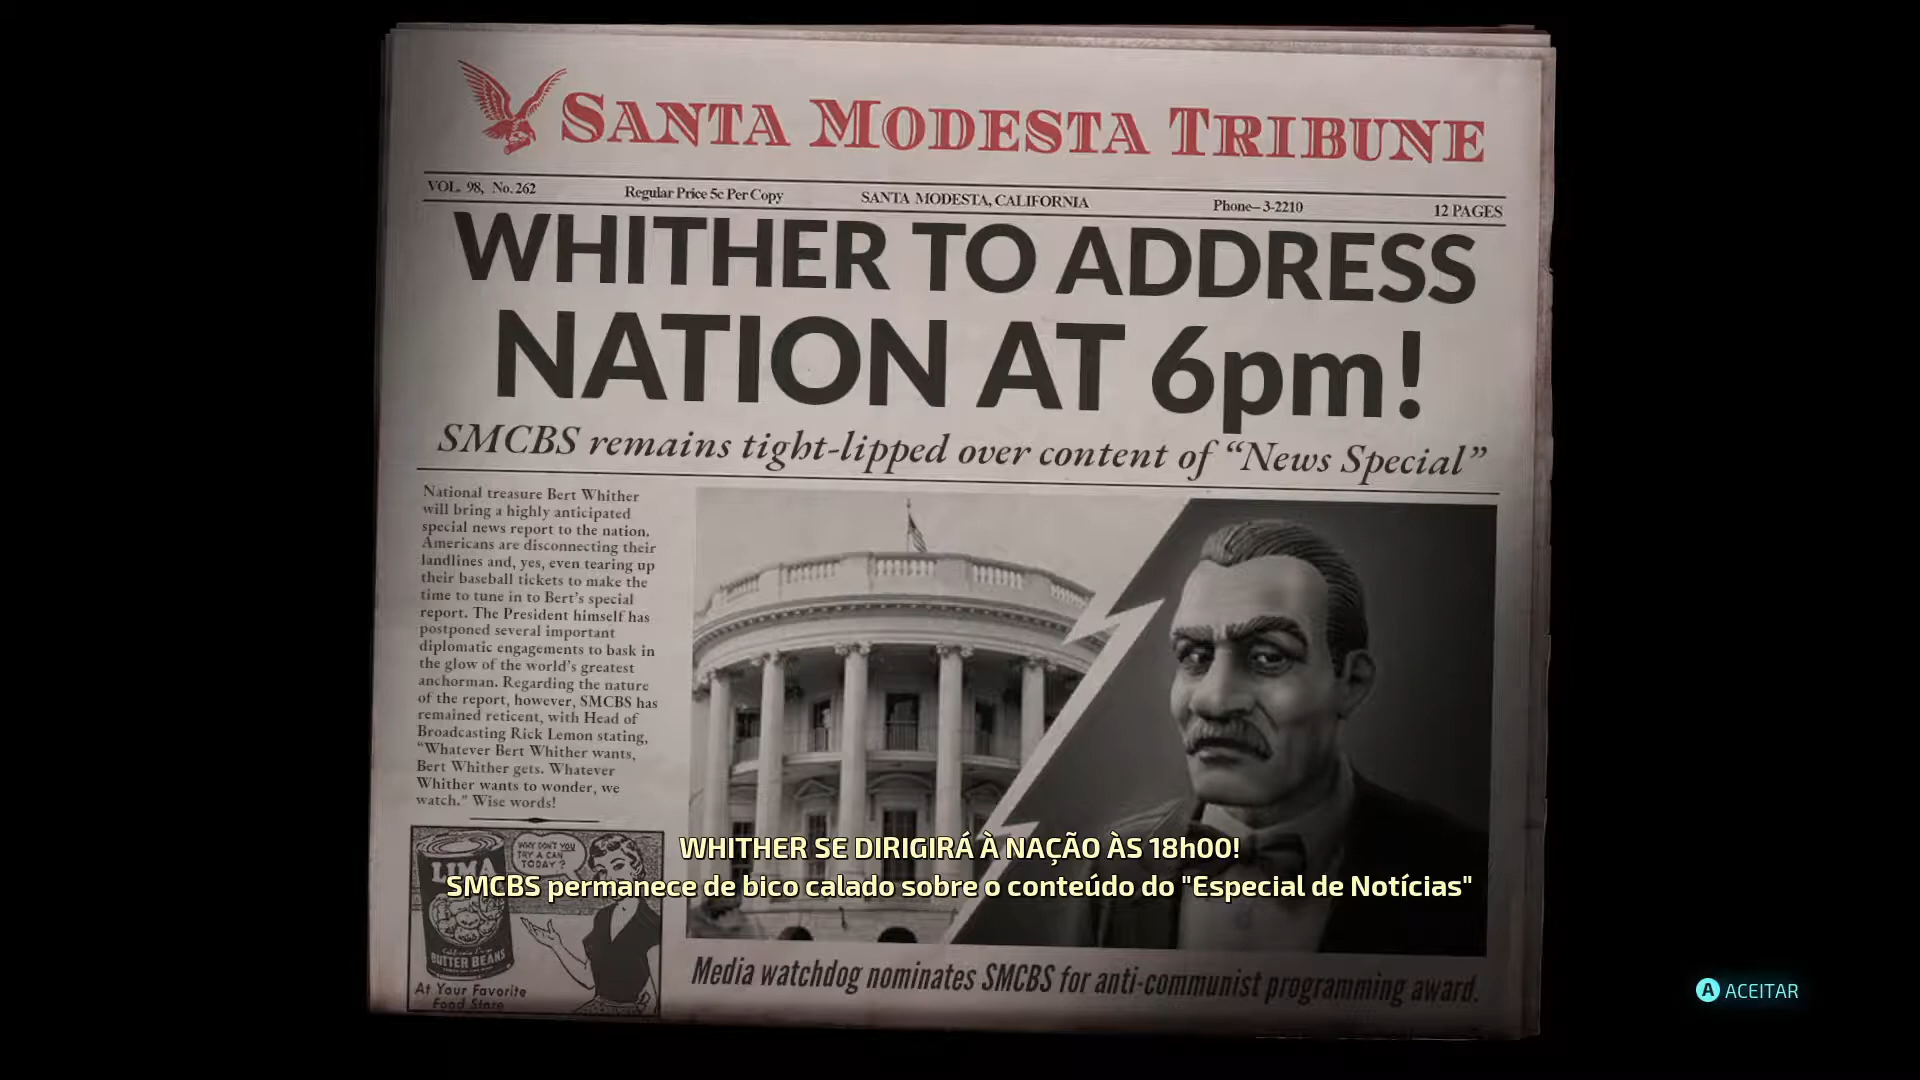 SANTA MODESTA TRIBUNE
VOL. 98, No. 262 Regular Price 5c Per Copy SANTA MODESTA, CALIFORNIA Phone—3-2210 12 PAGES
WHITHER TO ADDRESS
NATION AT 6pm!
SMCBS remains tight-lipped over content of “News Special”
National treasure Bert Whither
will bring a highly anticipated
special news report to the nation.
Americans are disconnecting their
landlines and, yes, even tearing up
their baseball tickets to make the
time to tune in to Bert's special
report. The President himself has
postponed several important
diplomatic engagements to bask in
the glow of the world's greatest
anchorman. Regarding the nature
of the report, however, SMCBS has
remained reticent, with Head of
Broadcasting Rick Lemon stating,
“Whatever Bert Whither wants,
Bert Whither gets. Whatever
Whither wants to wonder, we
watch.” Wise words!
LIMA
BUTTER BEANS
WHY DON'T YOU
TRY A CAN
TODAY?
At Your Favorite
Food Store
WHITHER SE DIRIGIRÁ À NAÇÃO ÀS 18h00!
SMCBS permanece de bico calado sobre o conteúdo do "Especial de Notícias"
Media watchdog nominates SMCBS for anti-communist programming award.
A ACEITAR